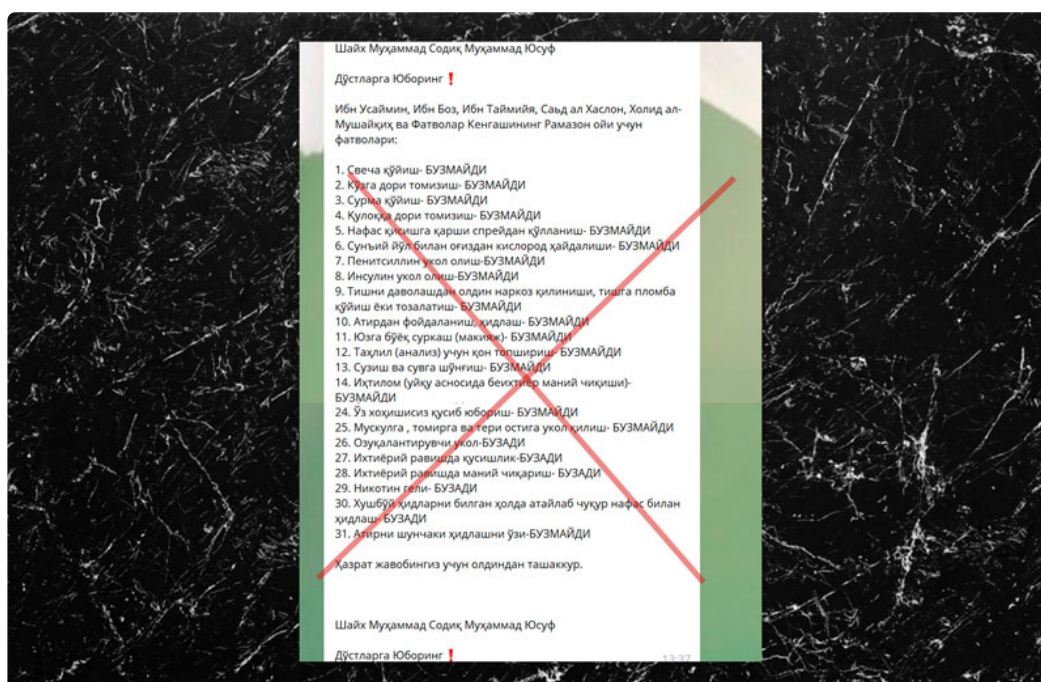 Шайх Муҳаммад Содиқ Муҳаммад Юсуф
Дўстларга Юборинг❗
Ибн Усаймин, Ибн Боз, Ибн Таймийя, Саъд ал Хаслон, Холид ал-
Мушайқиҳ ва Фатволар Кенгашининг Рамазон ойи учун
фатволари:
1. Свеча қўйиш- БУЗМАЙДИ
2. Кўзга дори томизиш- БУЗМАЙДИ
3. Сурма қўйиш- БУЗМАЙДИ
4. Қулоққа дори томизиш- БУЗМАЙДИ
5. Нафас қисишга қарши спрейдан қўлланиш- БУЗМАЙДИ
6. Сунъий йўл билан оғиздан кислород ҳайдалиши- БУЗМАЙДИ
7. Пенитсиллин укол олиш-БУЗМАЙДИ
8. Инсулин укол олиш-БУЗМАЙДИ
9. Тишни даволашдан олдин наркоз қилиниши, тишга пломба
қўйиш ёки тозалатиш- БУЗМАЙДИ
10. Атирдан фойдаланиш, ҳидлаш- БУЗМАЙДИ
11. Юзга бўёқ суркаш (макияж)- БУЗМАЙДИ
12. Таҳлил (анализ) учун қон топшириш- БУЗМАЙДИ
13. Сузиш ва сувга шўнғиш- БУЗМАЙДИ
14. Иҳтилом (уйқу асносида беихтиёр маний чиқиши)-
БУЗМАЙДИ
24. Ўз хоҳишисиз қусиб юбориш- БУЗМАЙДИ
25. Мускулга , томирга ва тери остига укол қилиш- БУЗМАЙДИ
26. Озуқалантирувчи укол-БУЗАДИ
27. Ихтиёрий равишда қусишлик-БУЗАДИ
28. Ихтиёрий равишда маний чиқариш- БУЗАДИ
29. Никотин гели- БУЗАДИ
30. Хушбўй ҳидларни билган ҳолда атайлаб чуқур нафас билан
ҳидлаш- БУЗАДИ
31. Атирни шунчаки ҳидлашни ўзи-БУЗМАЙДИ
Ҳазрат жавобингиз учун олдиндан ташаккур.
Шайх Муҳаммад Содиқ Муҳаммад Юсуф
Дўстларга Юборинг❗
13:37